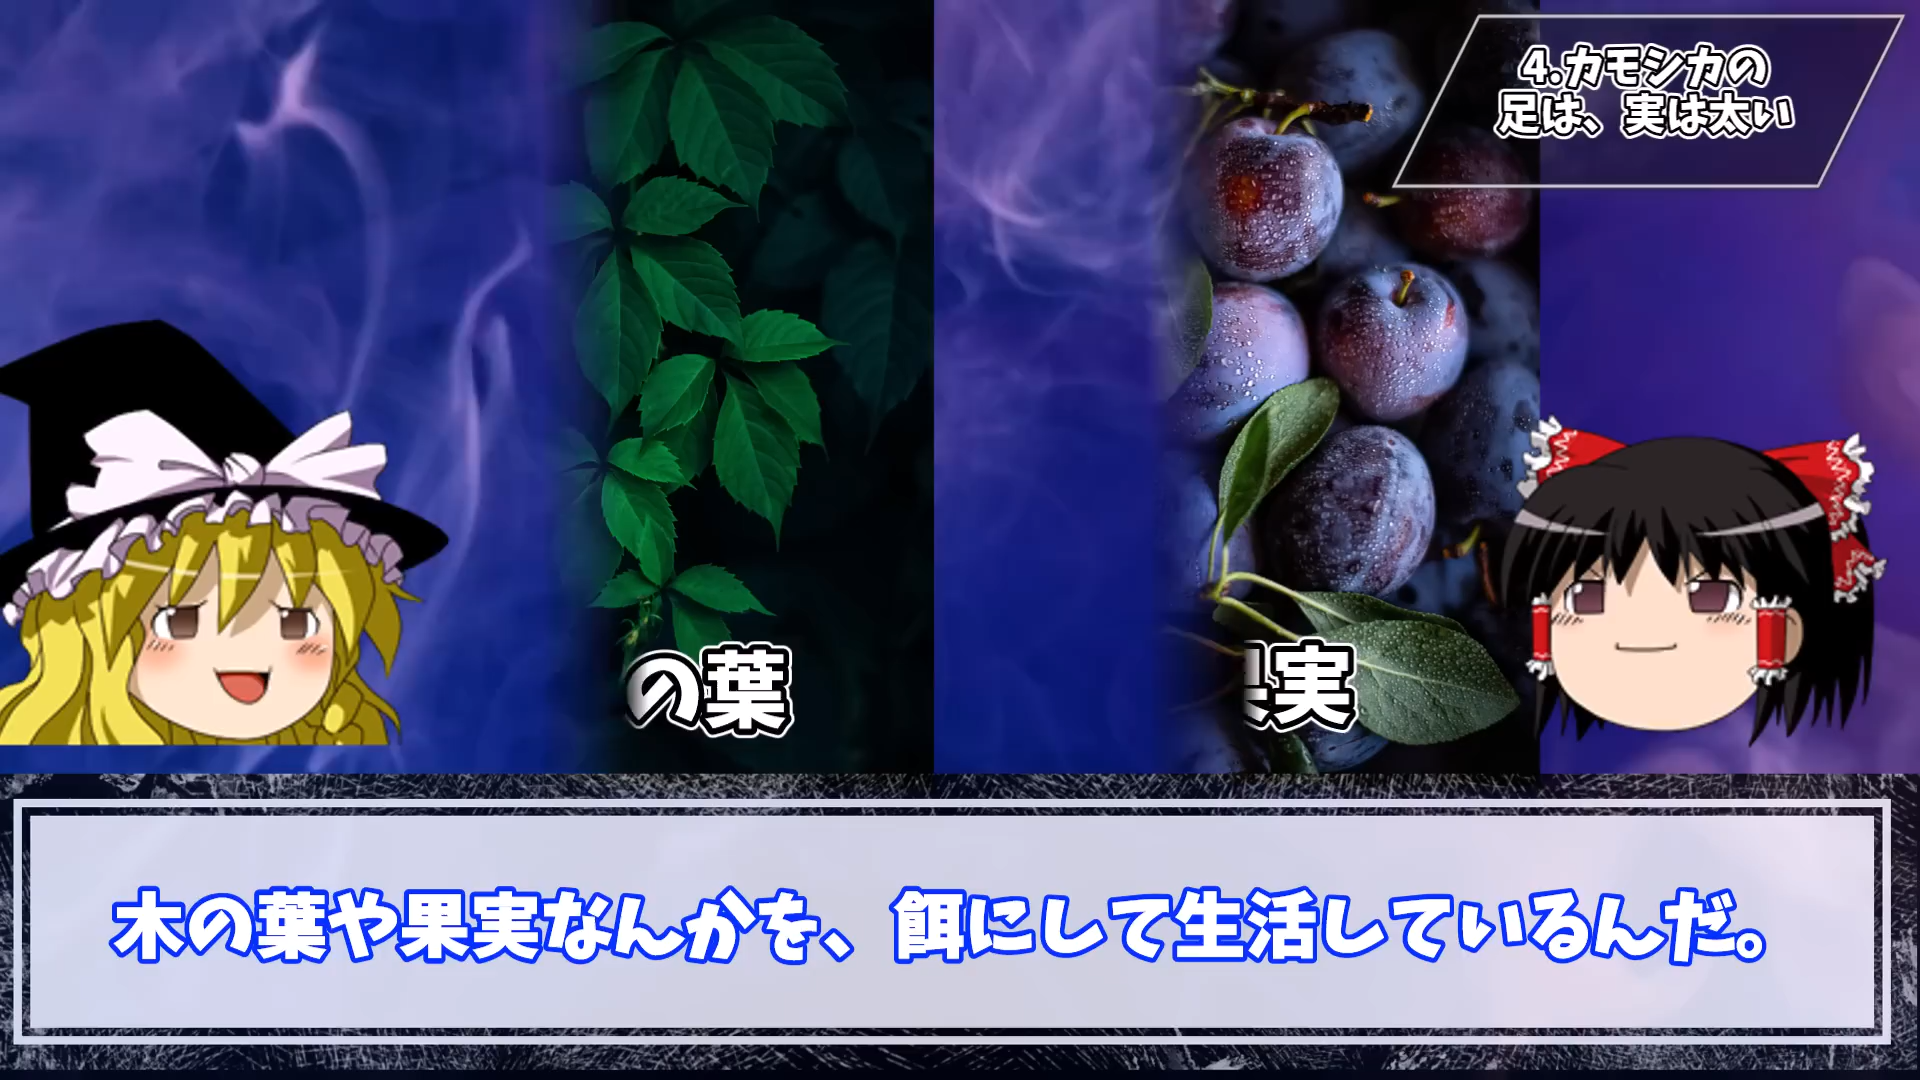 4.カモシカの
足は、実は太い
の葉
実
木の葉や果実なんかを、餌にして生活しているんだ。